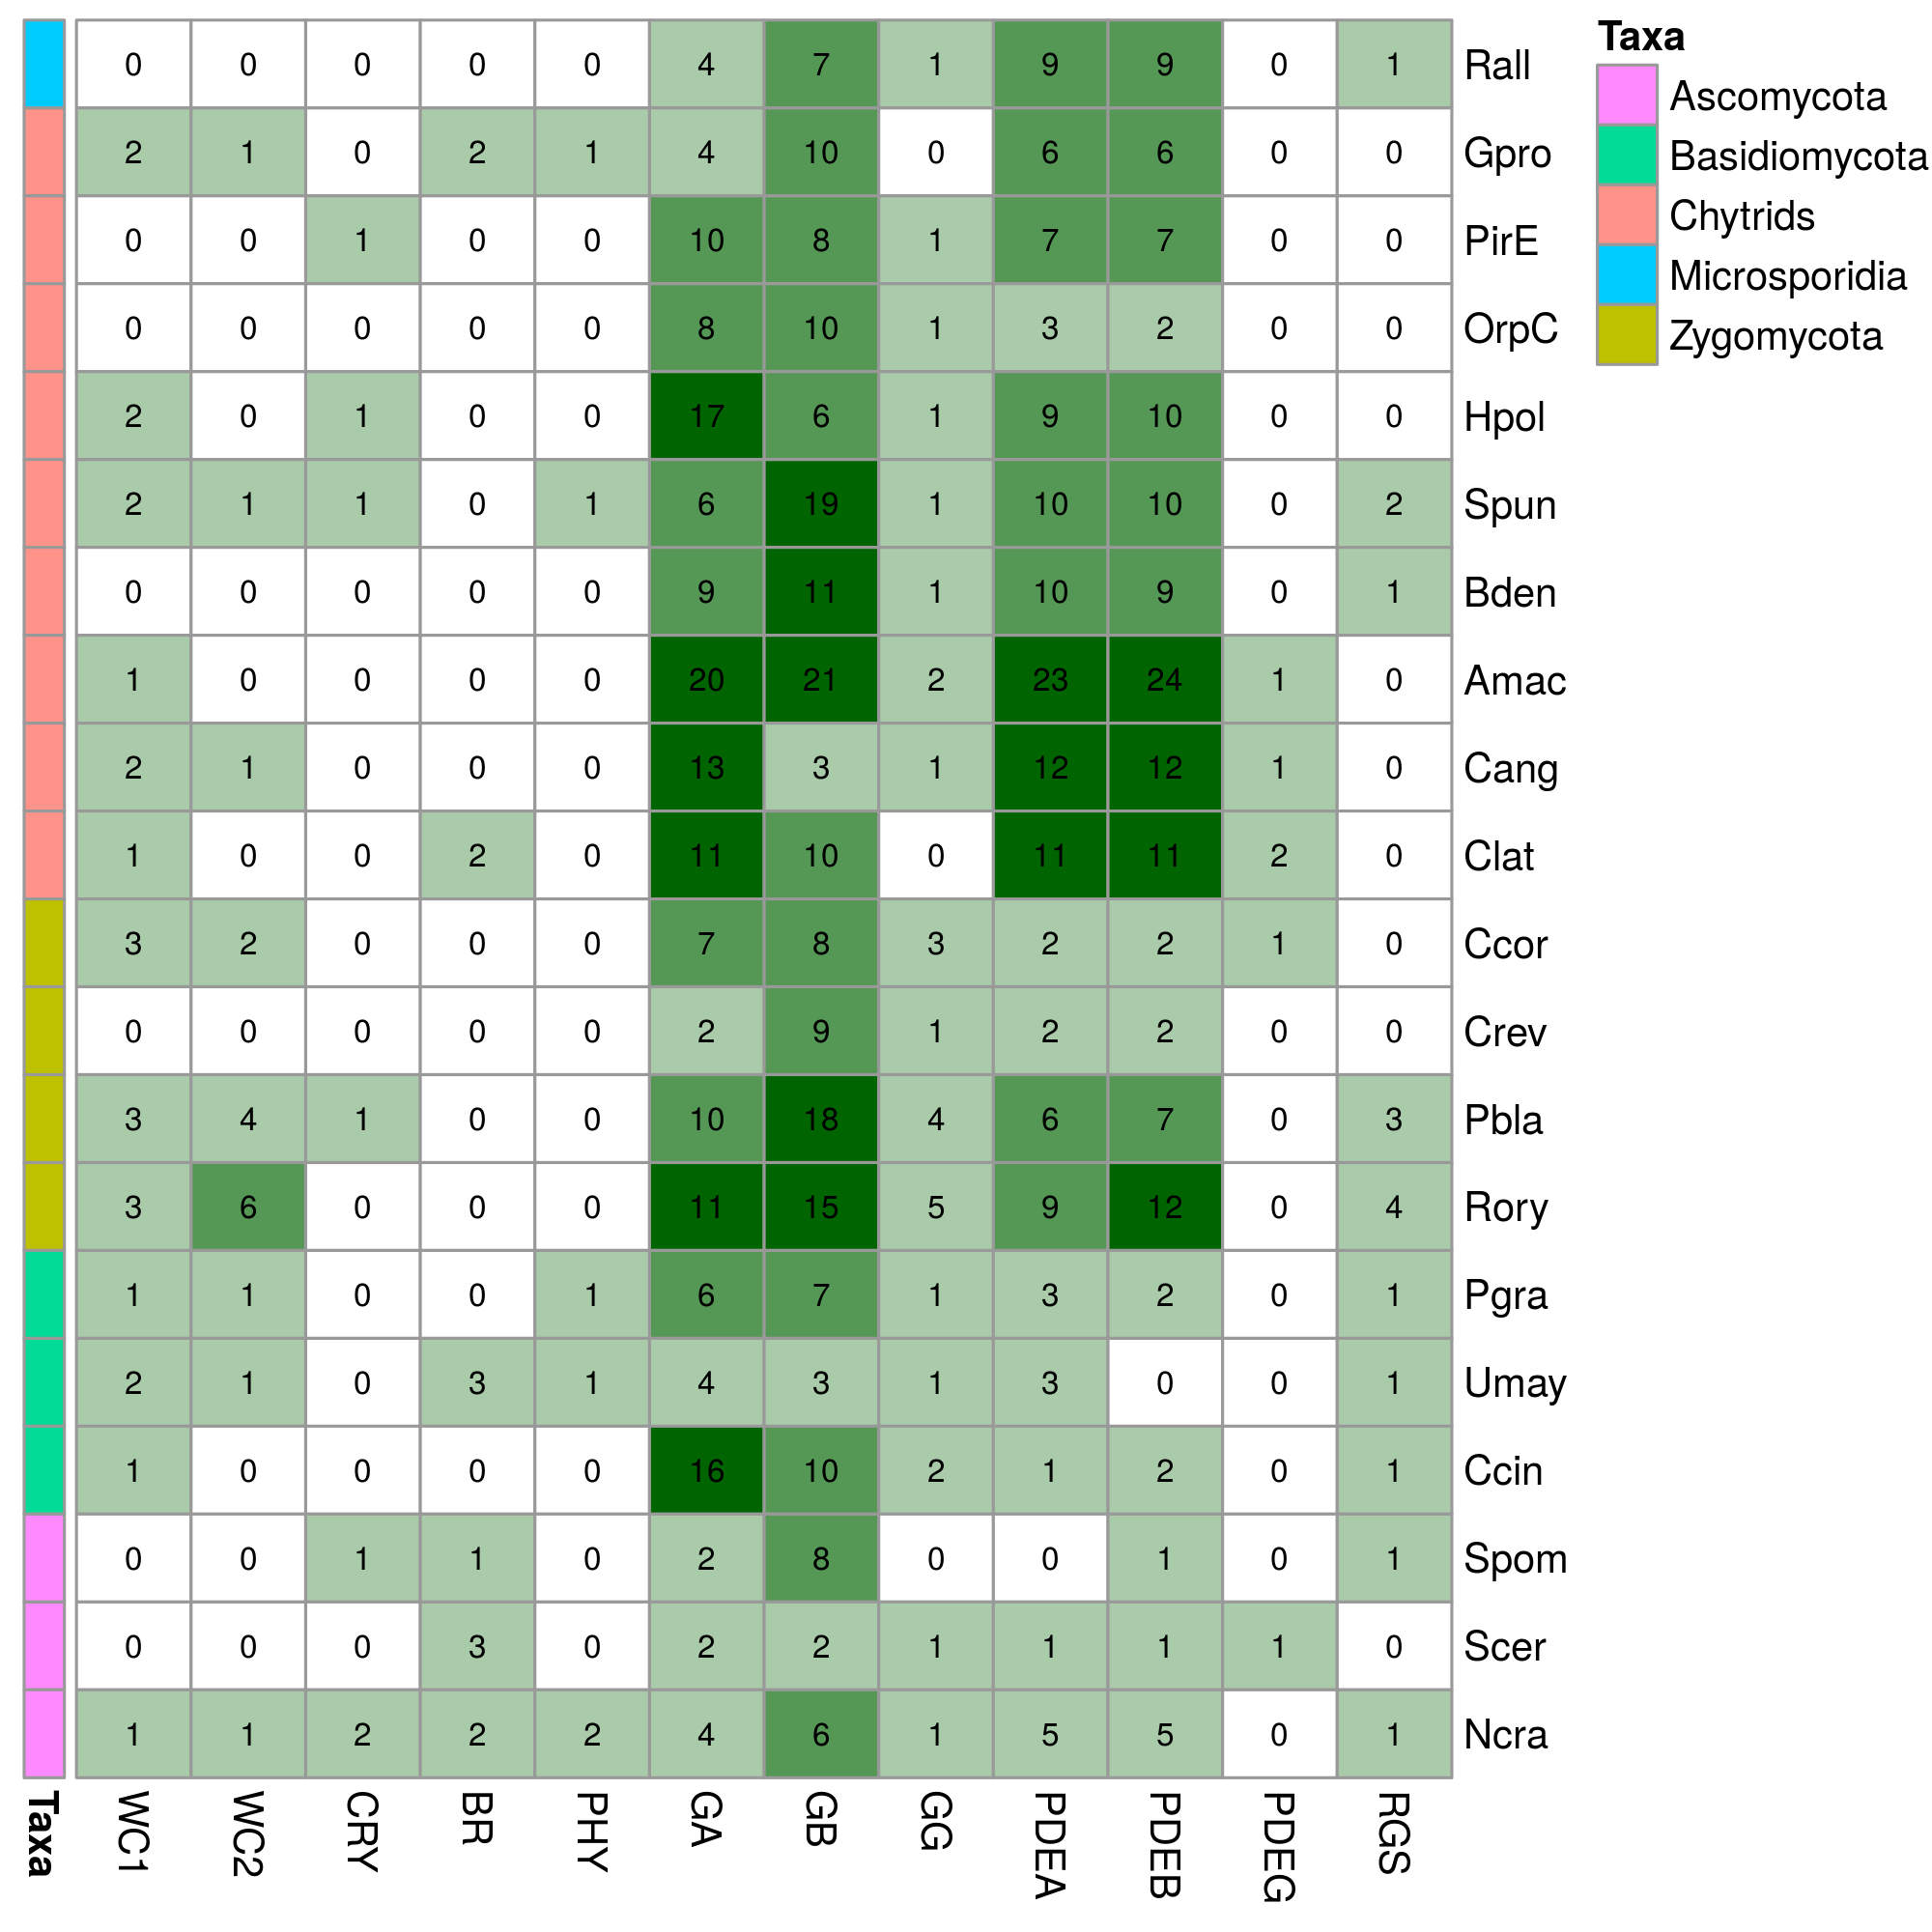 0 0 0 0 0 4 7 1 9 9 0 1 Rall
2 1 0 2 1 4 10 0 6 6 0 0 Gpro
0 0 1 0 0 10 8 1 7 7 0 0 PirE
0 0 0 0 0 8 10 1 3 2 0 0 OrpC
2 0 1 0 0 17 6 1 9 10 0 0 Hpol
2 1 1 0 1 6 19 1 10 10 0 2 Spun
0 0 0 0 0 9 11 1 10 9 0 1 Bden
1 0 0 0 0 20 21 2 23 24 1 0 Amac
2 1 0 0 0 13 3 1 12 12 1 0 Cang
1 0 0 2 0 11 10 0 11 11 2 0 Clat
3 2 0 0 0 7 8 3 2 2 1 0 Ccor
0 0 0 0 0 2 9 1 2 2 0 0 Crev
3 4 1 0 0 10 18 4 6 7 0 3 Pbla
3 6 0 0 0 11 15 5 9 12 0 4 Rory
1 1 0 0 1 6 7 1 3 2 0 1 Pgra
2 1 0 3 1 4 3 1 3 0 0 1 Umay
1 0 0 0 0 16 10 2 1 2 0 1 Ccin
0 0 1 1 0 2 8 0 0 1 0 1 Spom
0 0 0 3 0 2 2 1 1 1 1 0 Scer
1 1 2 2 2 4 6 1 5 5 0 1 Ncra
Taxa WC1 WC2 CRY BR PHY GA GB GG PDEA PDEB PDEG RGS
Taxa
Ascomycota
Basidiomycota
Chytrids
Microsporidia
Zygomycota